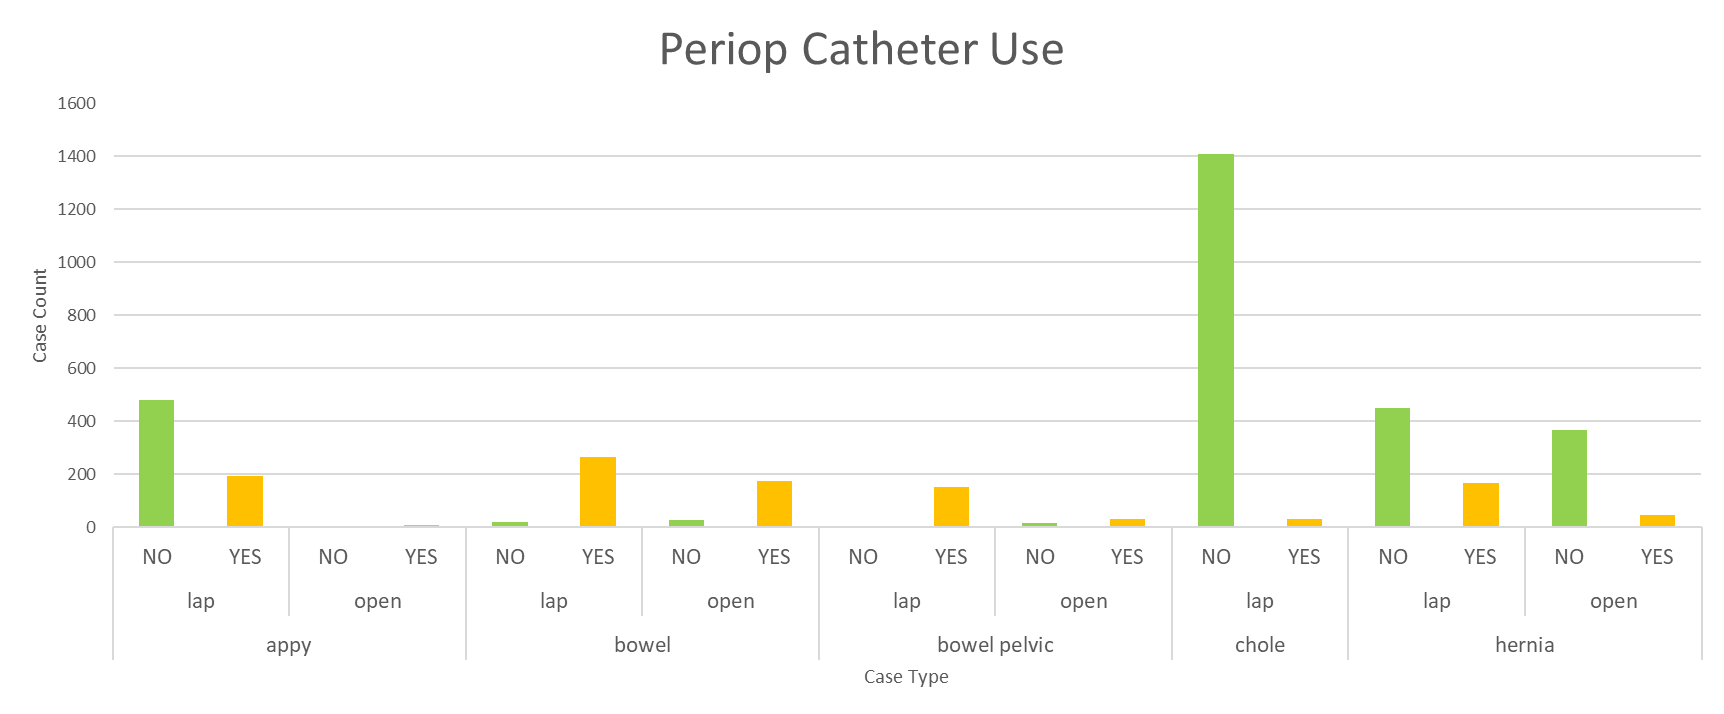 Periop Catheter Use
1600
1400
1200
1000
800
600
400
200
0
Case Count
NO YES NO YES NO YES NO YES NO YES NO YES NO YES NO YES NO YES
lap open lap open lap open lap lap open
appy bowel bowel pelvic chole hernia
Case Type